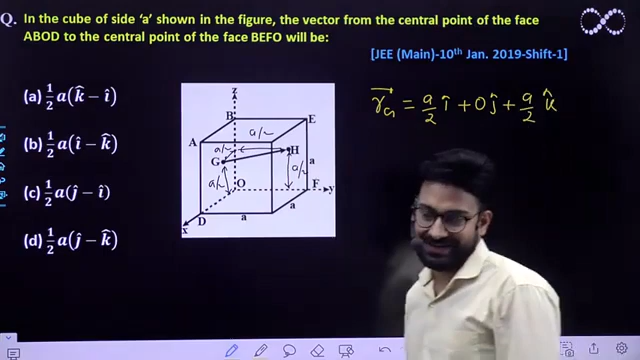 Q. In the cube of side 'a' shown in the figure, the vector from the central point of the face
ABOD to the central point of the face BEFO will be:
[JEE (Main)-10th Jan. 2019-Shift-1]
(a) 1/2 a(k̂ − î)
(b) 1/2 a(î − k̂)
(c) 1/2 a(ĵ − î)
(d) 1/2 a(ĵ − k̂)
r⃗G = a/2 î + 0ĵ + a/2 k̂
z
B
E
a/2
A
a/2
H
G
a/2
a/2
a
O
F
y
D
a
a
x